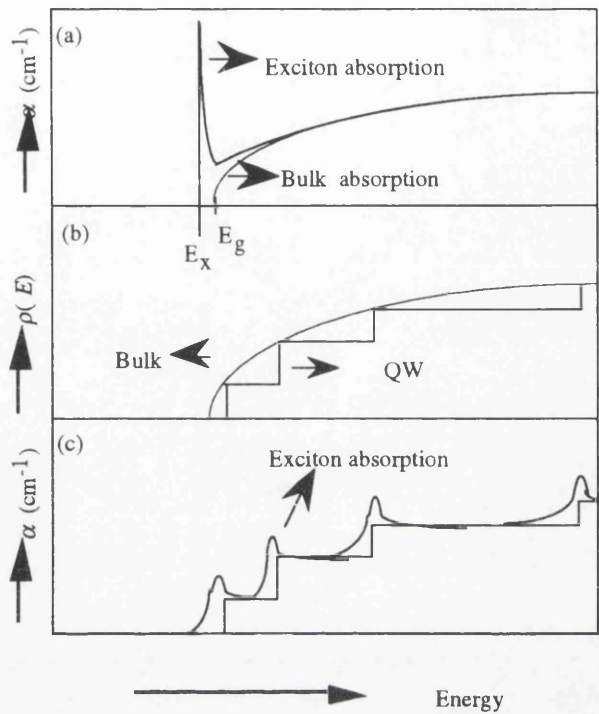 (a)
α (cm⁻¹)
Exciton absorption
Bulk absorption
E_x
E_g
(b)
ρ( E)
Bulk
QW
(c)
α (cm⁻¹)
Exciton absorption
Energy